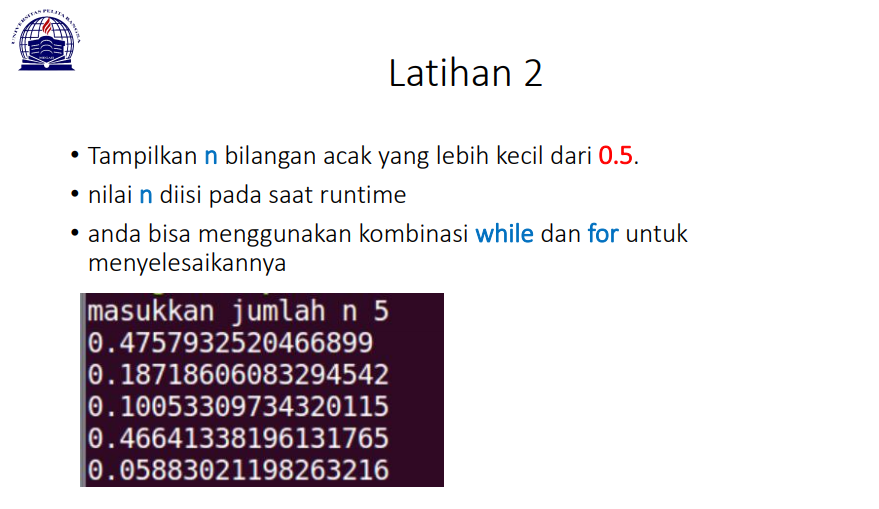 UNIVERSITAS PELITA BANGSA
Latihan 2
• Tampilkan n bilangan acak yang lebih kecil dari 0.5.
• nilai n diisi pada saat runtime
• anda bisa menggunakan kombinasi while dan for untuk
menyelesaikannya
masukkan jumlah n 5
0.4757932520466899
0.18718606083294542
0.10053309734320115
0.46641338196131765
0.05883021198263216